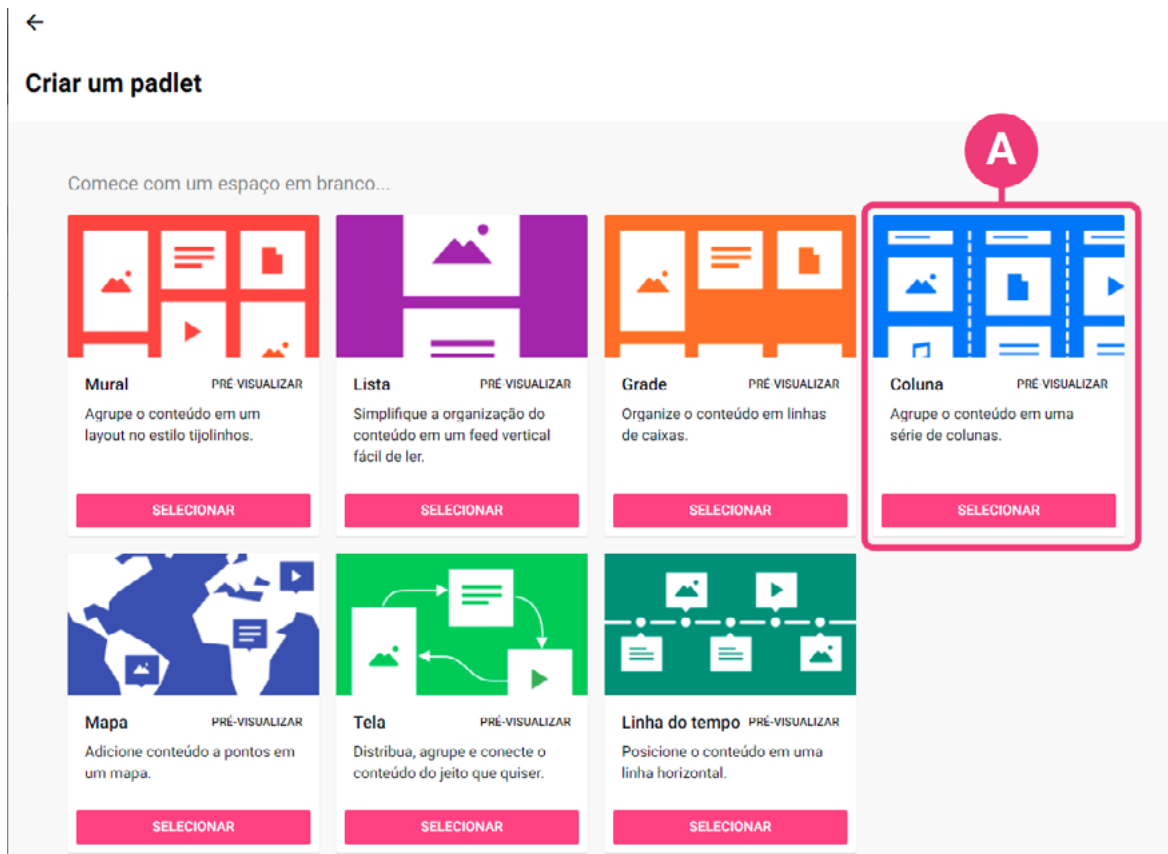 Criar um padlet
A
Comece com um espaço em branco...
Mural PRÉ-VISUALIZAR
Agrupe o conteúdo em um
layout no estilo tijolinhos.
SELECIONAR
Lista PRÉ-VISUALIZAR
Simplifique a organização do
conteúdo em um feed vertical
fácil de ler.
SELECIONAR
Grade PRÉ-VISUALIZAR
Organize o conteúdo em linhas
de caixas.
SELECIONAR
Coluna PRÉ-VISUALIZAR
Agrupe o conteúdo em uma
série de colunas.
SELECIONAR
Mapa PRÉ-VISUALIZAR
Adicione conteúdo a pontos em
um mapa.
SELECIONAR
Tela PRÉ-VISUALIZAR
Distribua, agrupe e conecte o
conteúdo do jeito que quiser.
SELECIONAR
Linha do tempo PRÉ-VISUALIZAR
Posicione o conteúdo em uma
linha horizontal.
SELECIONAR